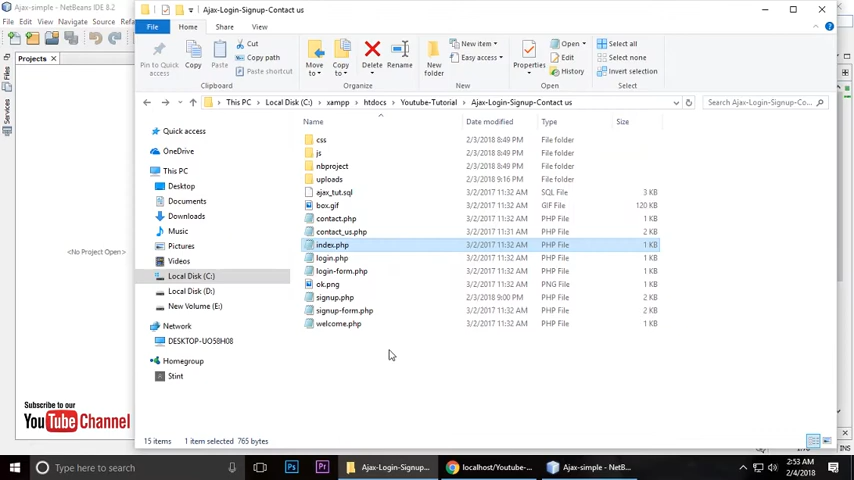 Ajax-simple - NetBeans IDE 8.2
File Edit View Navigate Source
Projects
Files
Services
<No Project Open>
Subscribe to our
YouTube Channel
Ajax-Login-Signup-Contact us
File Home Share View
Pin to Quick access
Copy
Paste
Cut
Copy path
Paste shortcut
Clipboard
Move to
Copy to
Delete
Rename
Organize
New folder
New item
Easy access
New
Properties
Open
Edit
History
Open
Select all
Select none
Invert selection
Select
This PC > Local Disk (C:) > xampp > htdocs > Youtube-Tutorial > Ajax-Login-Signup-Contact us
Search Ajax-Login-Signup-Co...
Quick access
OneDrive
This PC
Desktop
Documents
Downloads
Music
Pictures
Videos
Local Disk (C:)
Local Disk (D:)
New Volume (E:)
Network
DESKTOP-UO58H08
Homegroup
Stint
Name Date modified Type Size
css 2/3/2018 8:49 PM File folder
js 2/3/2018 8:49 PM File folder
nbproject 2/3/2018 8:49 PM File folder
uploads 2/3/2018 9:16 PM File folder
ajax_tut.sql 3/2/2017 11:32 AM SQL File 3 KB
box.gif 3/2/2017 11:32 AM GIF File 120 KB
contact.php 3/2/2017 11:32 AM PHP File 1 KB
contact_us.php 3/2/2017 11:31 AM PHP File 2 KB
index.php 3/2/2017 11:32 AM PHP File 1 KB
login.php 3/2/2017 11:32 AM PHP File 1 KB
login-form.php 3/2/2017 11:32 AM PHP File 1 KB
ok.png 3/2/2017 11:32 AM PNG File 1 KB
signup.php 2/3/2018 9:00 PM PHP File 1 KB
signup-form.php 3/2/2017 11:32 AM PHP File 2 KB
welcome.php 3/2/2017 11:32 AM PHP File 1 KB
15 items 1 item selected 765 bytes
INS
Type here to search
Ps
Pr
Ajax-Login-Signup...
localhost/Youtube-...
Ajax-simple - NetB...
2:53 AM
2/4/2018